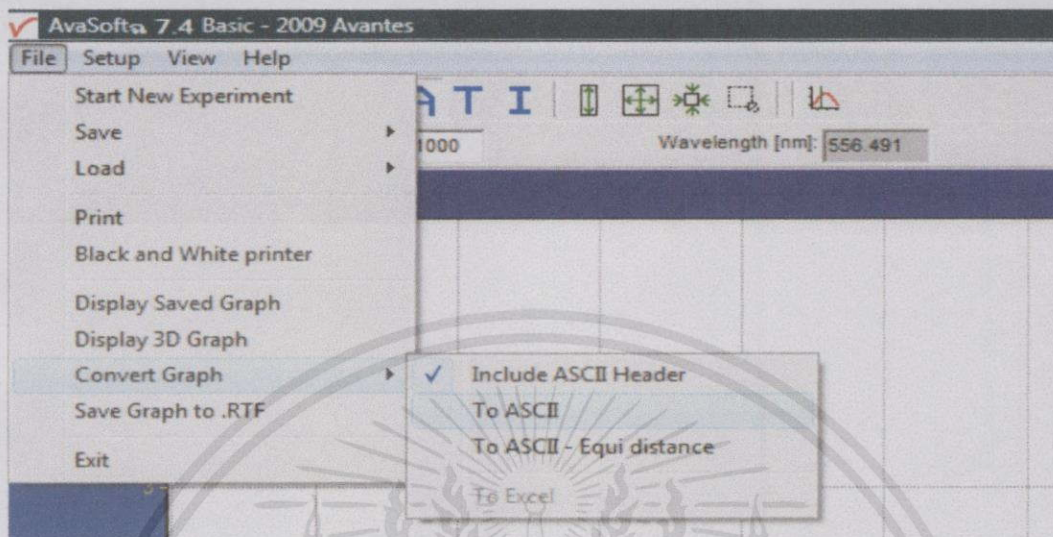 AvaSoft® 7.4 Basic - 2009 Avantes
File Setup View Help
Start New Experiment
Save
Load
Print
Black and White printer
Display Saved Graph
Display 3D Graph
Convert Graph
Save Graph to .RTF
Exit
A T I
1000
Wavelength [nm]: 556.491
Include ASCII Header
To ASCII
To ASCII - Equi distance
To Excel